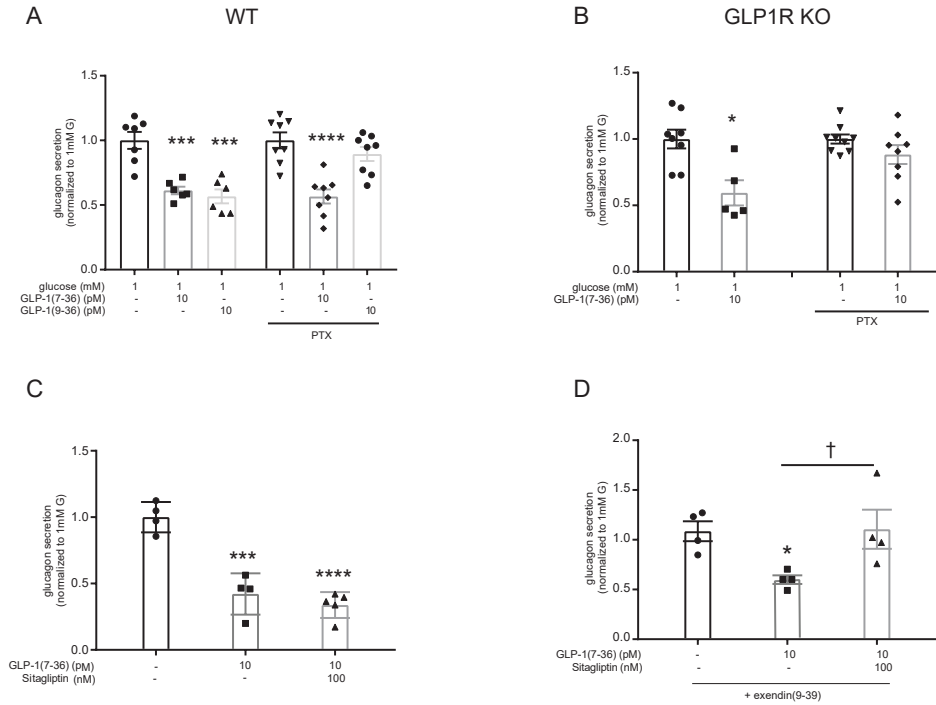 A
WT
glucagon secretion
(normalized to 1mM G)
1.5
1.0
0.5
0.0
*** *** ****
glucose (mM) 1 1 1 1 1 1
GLP-1(7-36) (pM) - 10 - - 10 -
GLP-1(9-36) (pM) - - 10 - - 10
PTX
B
GLP1R KO
glucagon secretion
(normalized to 1mM G)
1.5
1.0
0.5
0.0
*
glucose (mM) 1 1 1 1
GLP-1(7-36) (pM) - 10 - 10
PTX
C
glucagon secretion
(normalized to 1mM G)
1.5
1.0
0.5
0.0
***
****
GLP-1(7-36) (pM) - 10 10
Sitagliptin (nM) - - 100
D
glucagon secretion
(normalized to 1mM G)
2.0
1.5
1.0
0.5
0.0
†
*
GLP-1(7-36) (pM) - 10 10
Sitagliptin (nM) - - 100
+ exendin(9-39)